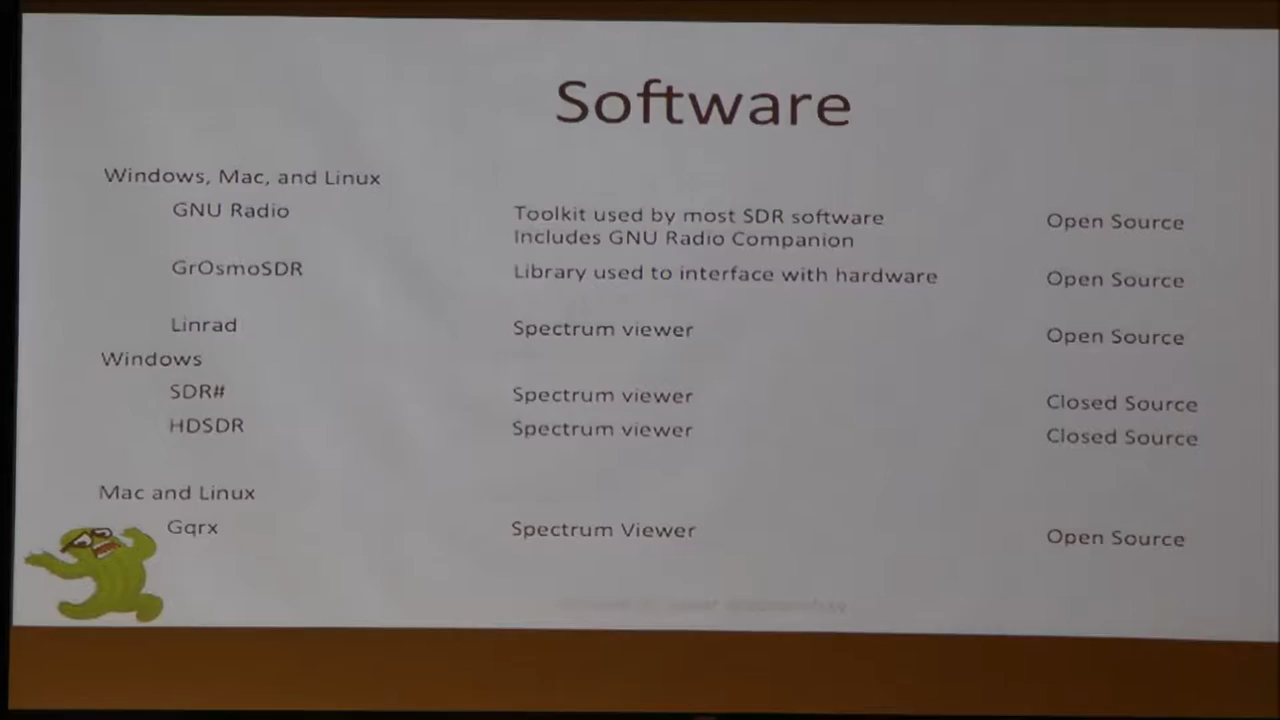 Software
Windows, Mac, and Linux
GNU Radio Toolkit used by most SDR software Open Source
Includes GNU Radio Companion
GrOsmoSDR Library used to interface with hardware Open Source
Linrad Spectrum viewer Open Source
Windows
SDR# Spectrum viewer Closed Source
HDSDR Spectrum viewer Closed Source
Mac and Linux
Gqrx Spectrum Viewer Open Source